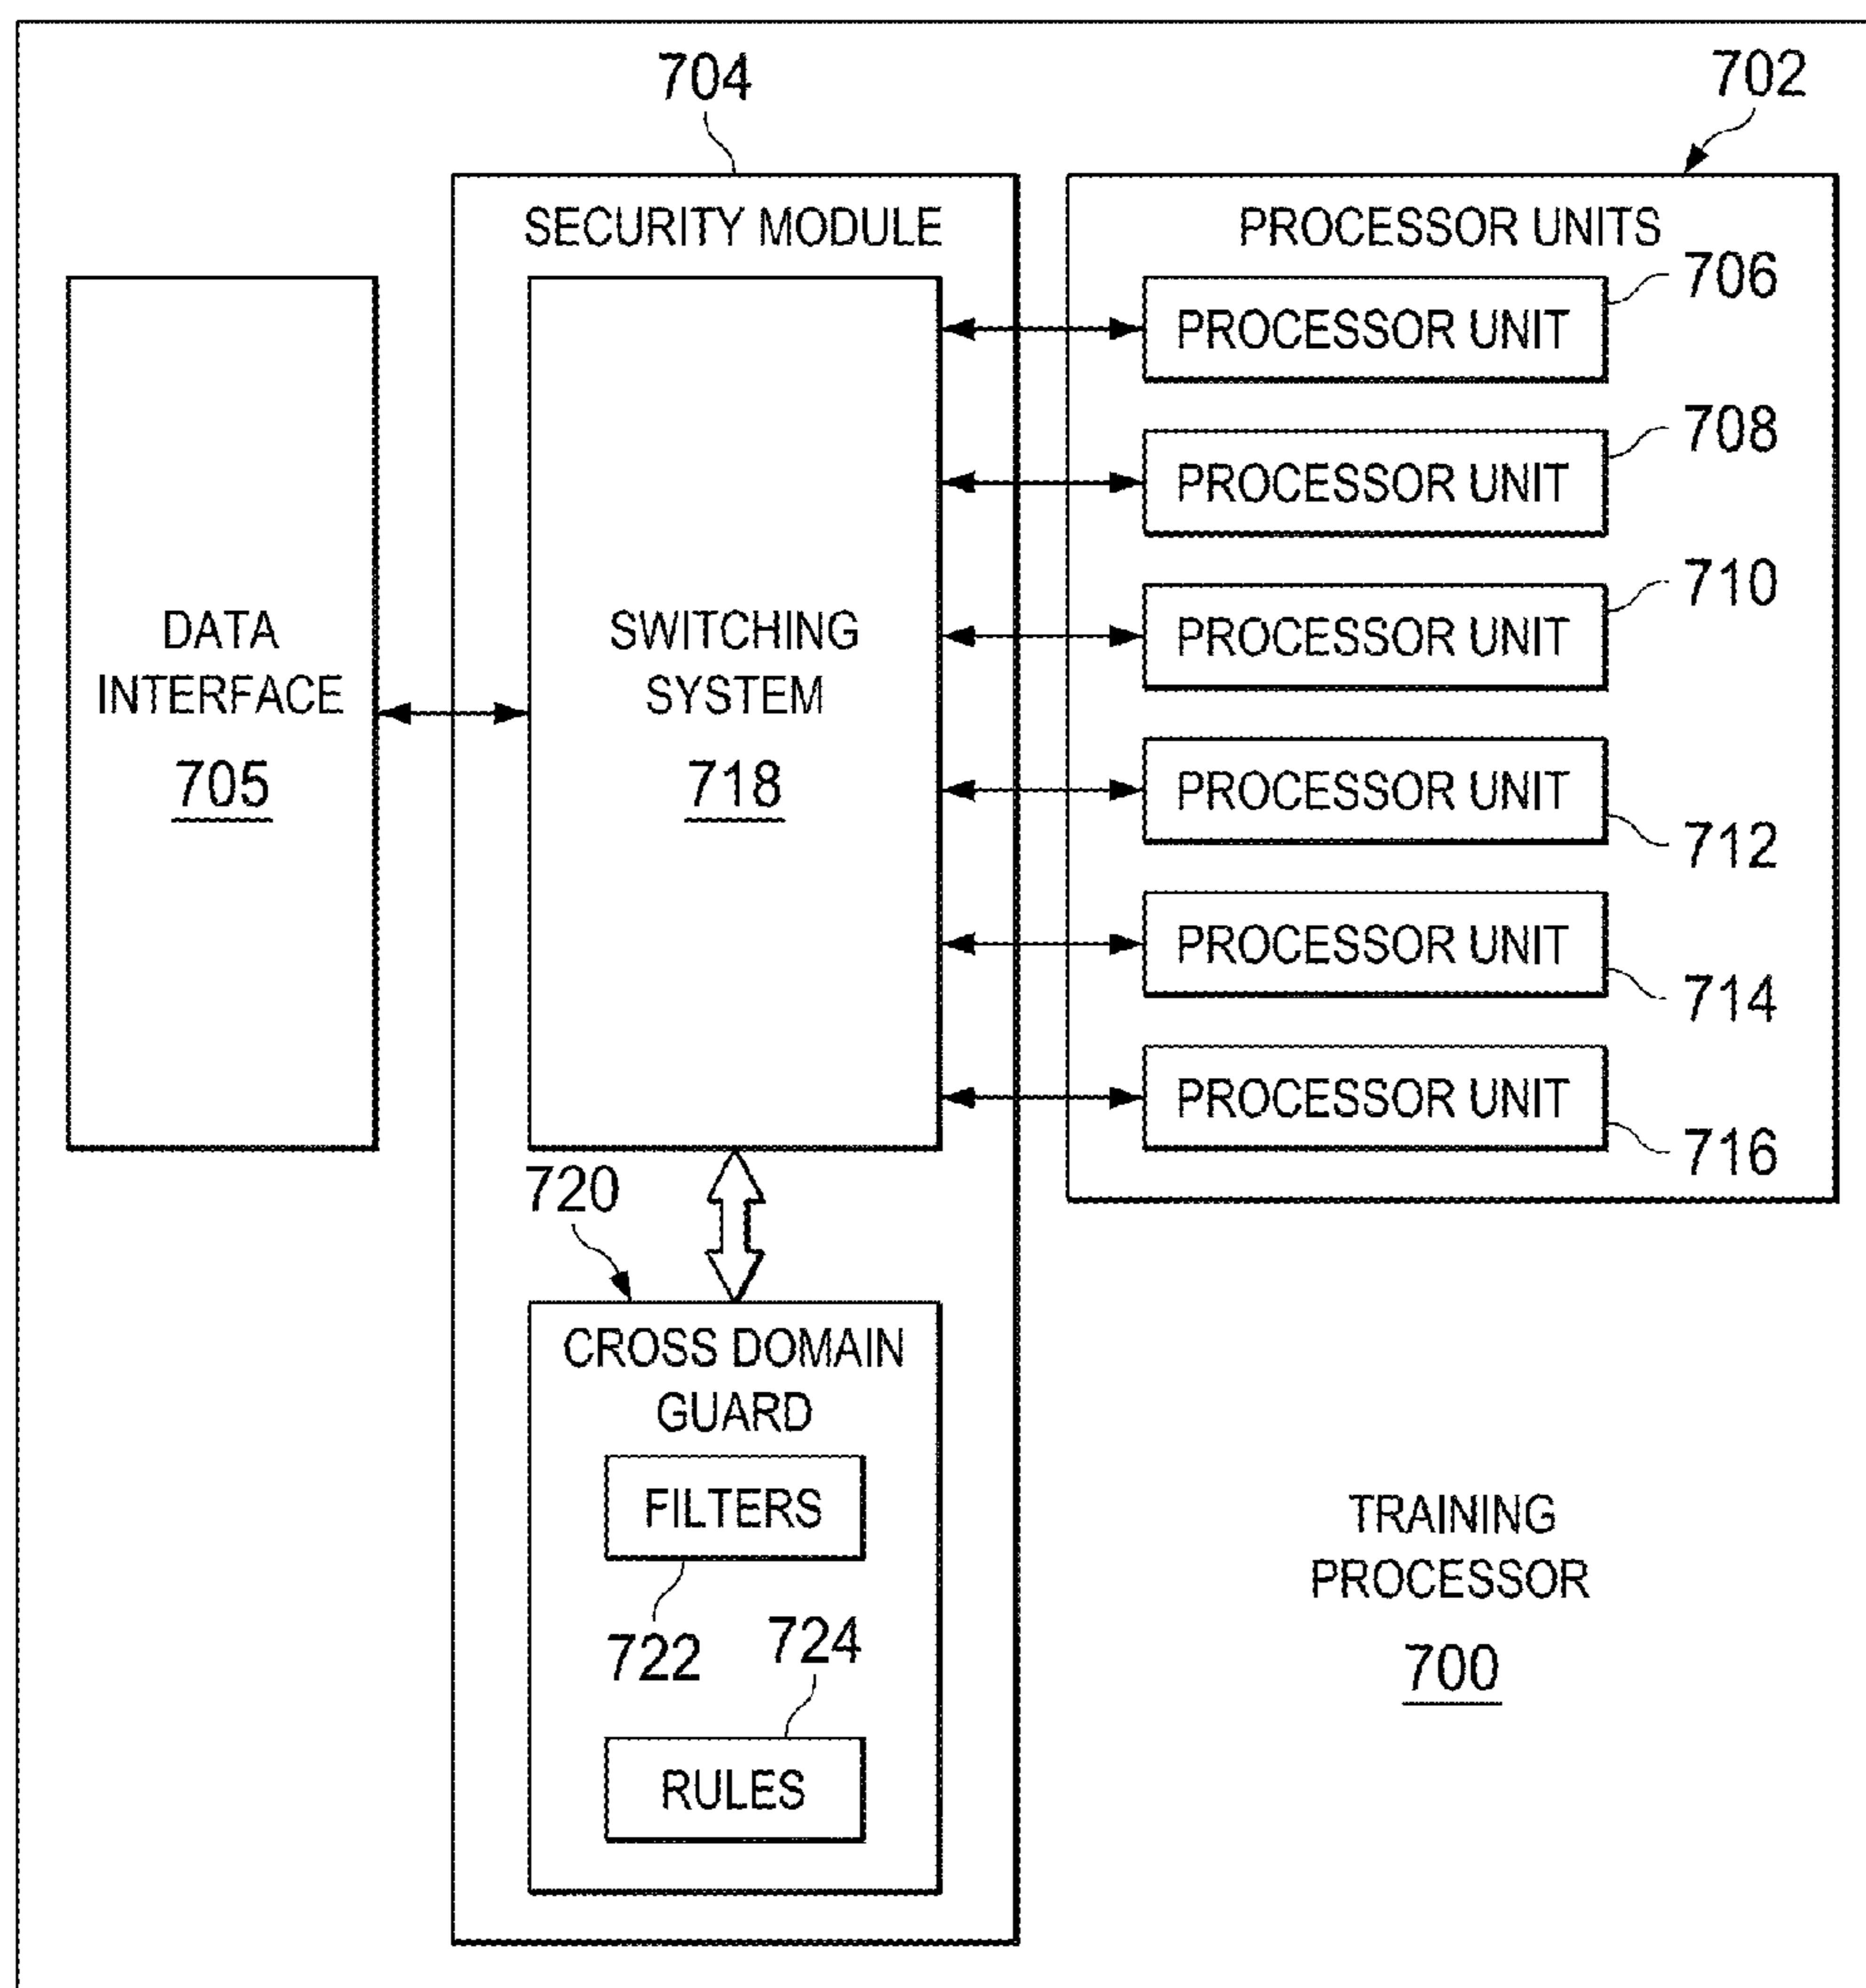 704
702
SECURITY MODULE
PROCESSOR UNITS
706
PROCESSOR UNIT
708
PROCESSOR UNIT
710
PROCESSOR UNIT
DATA
INTERFACE
705
SWITCHING
SYSTEM
718
PROCESSOR UNIT
712
PROCESSOR UNIT
714
PROCESSOR UNIT
716
720
CROSS DOMAIN
GUARD
FILTERS
722
724
RULES
TRAINING
PROCESSOR
700